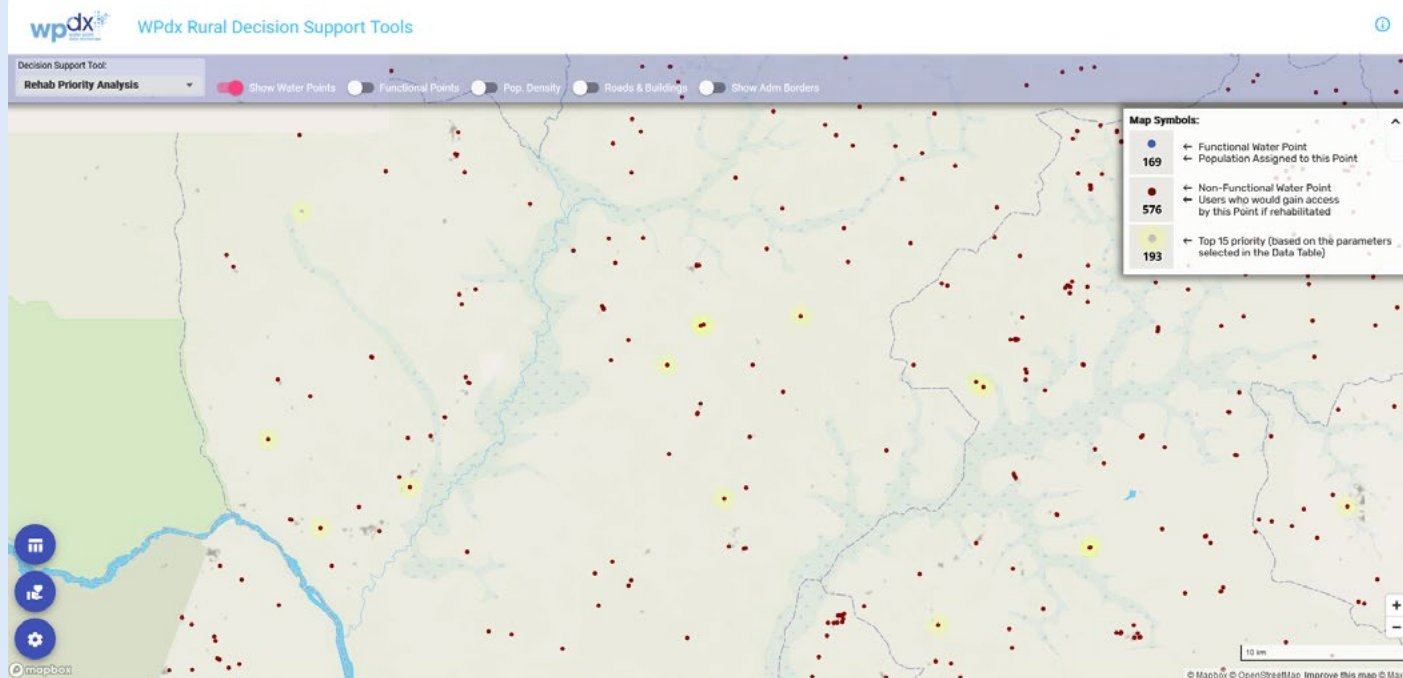 wpdx
WPdx Rural Decision Support Tools
Decision Support Tool:
Rehab Priority Analysis
Show Water Points
Functional Points
Pop. Density
Roads & Buildings
Show Adm Borders
Map Symbols:
169
← Functional Water Point
← Population Assigned to this Point
576
← Non-Functional Water Point
← Users who would gain access
by this Point if rehabilitated
193
← Top 15 priority (based on the parameters
selected in the Data Table)
+
−
10 km
mapbox
© Mapbox © OpenStreetMap Improve this map © Max